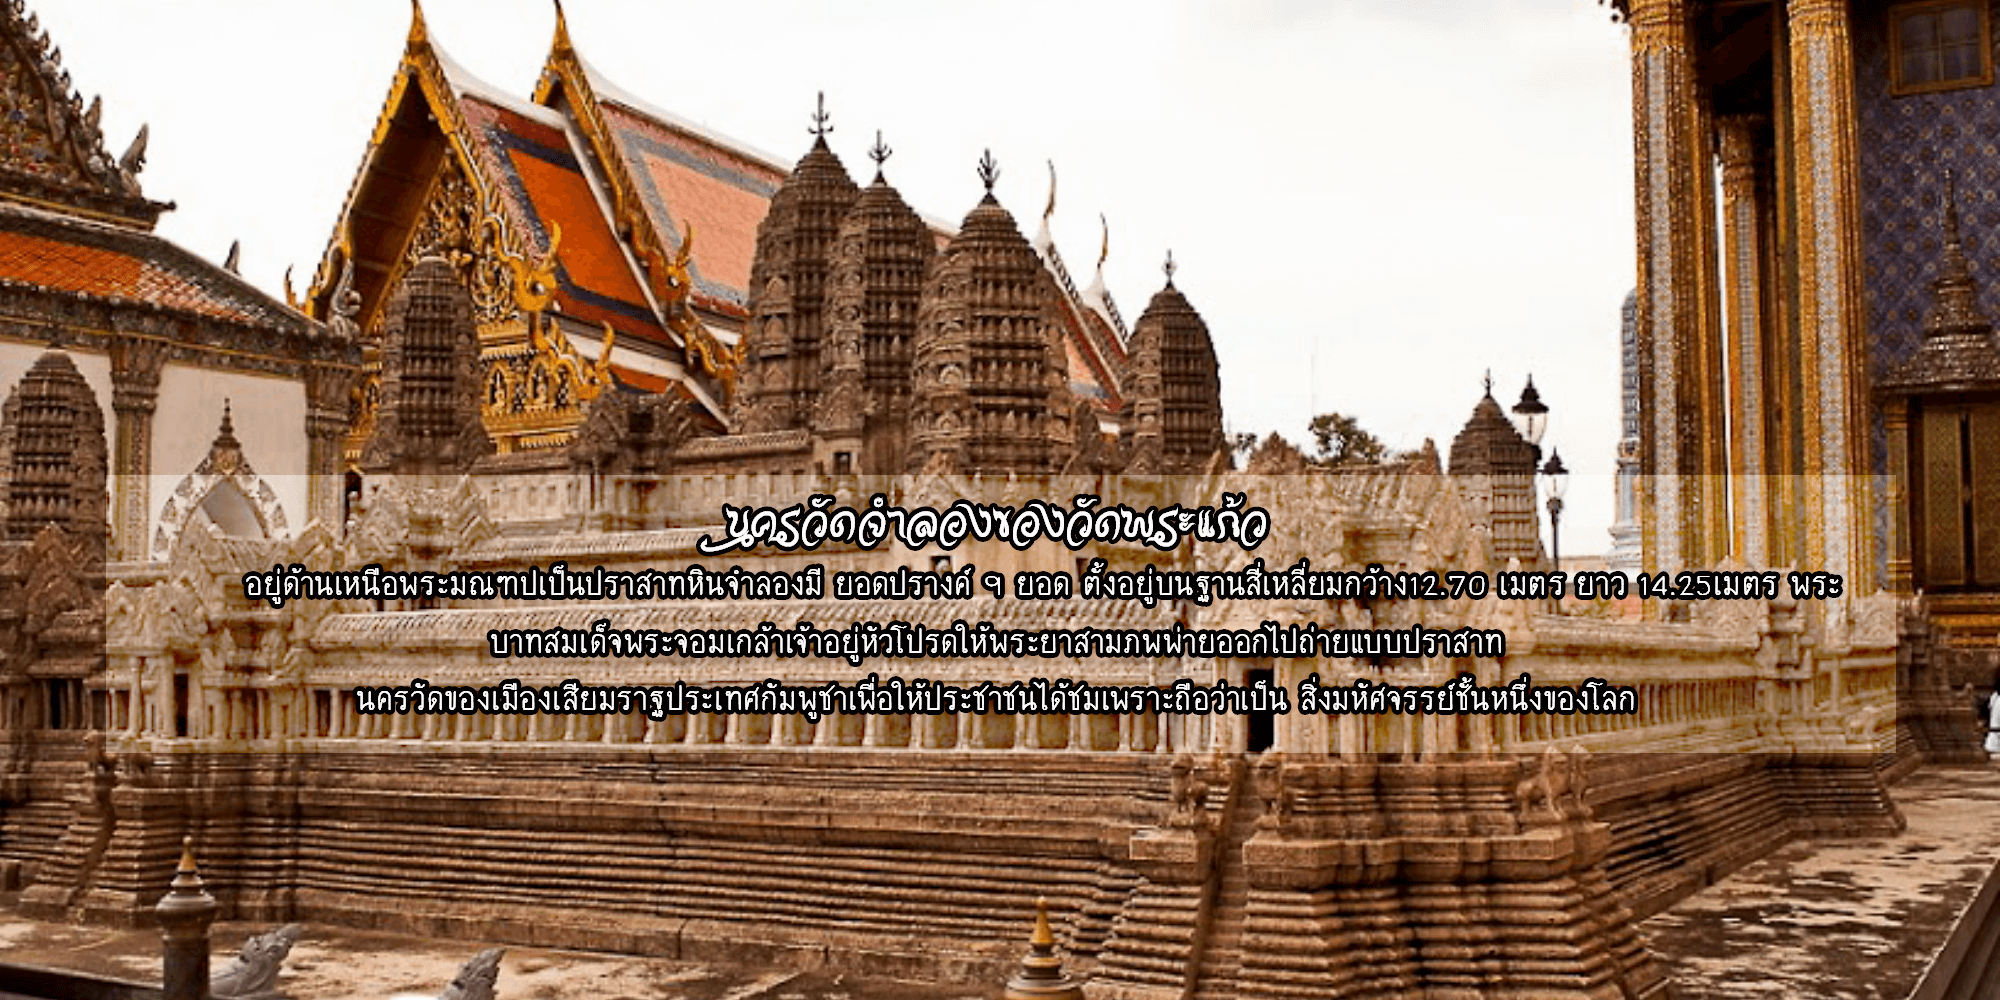 นครวัดจำลองของวัดพระแก้ว
อยู่ด้านเหนือพระมณฑปเป็นปราสาทหินจำลองมี ยอดปรางค์ 9 ยอด ตั้งอยู่บนฐานสี่เหลี่ยมกว้าง12.70 เมตร ยาว 14.25เมตร พระ
บาทสมเด็จพระจอมเกล้าเจ้าอยู่หัวโปรดให้พระยาสามภพพ่ายออกไปถ่ายแบบปราสาท
นครวัดของเมืองเสียมราฐประเทศกัมพูชาเพื่อให้ประชาชนได้ชมเพราะถือว่าเป็น สิ่งมหัศจรรย์ชั้นหนึ่งของโลก